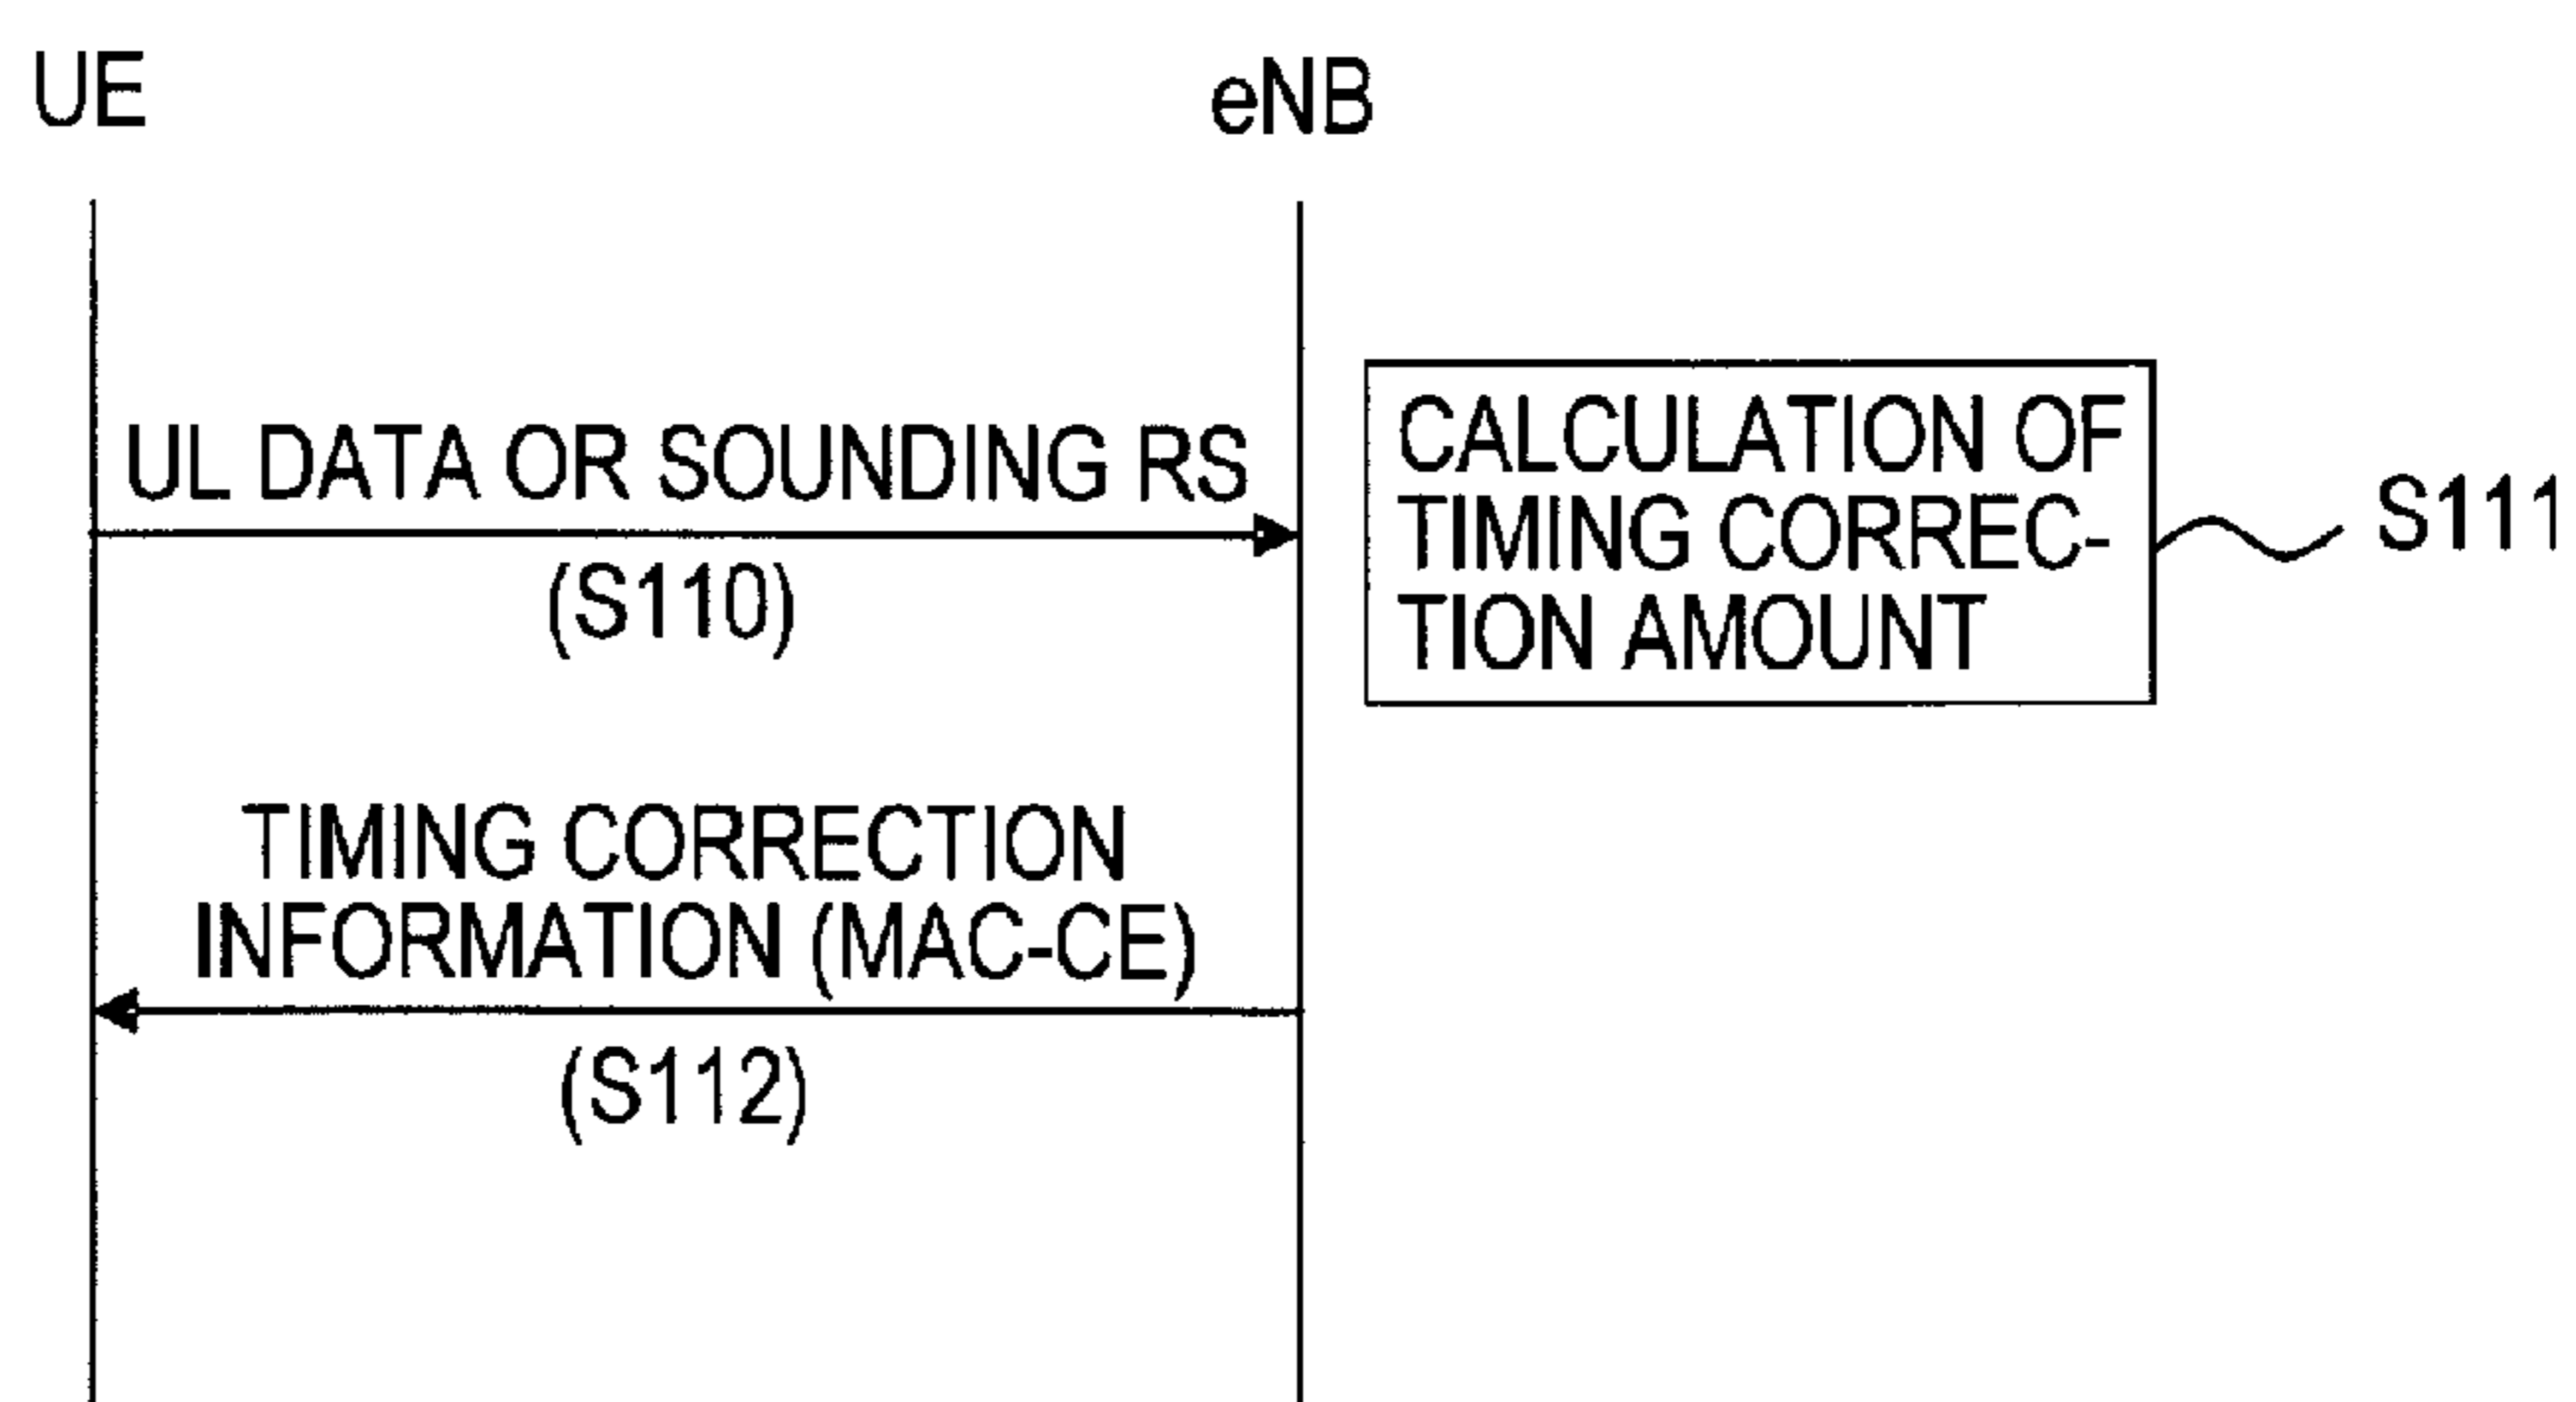 UE
eNB
UL DATA OR SOUNDING RS
(S110)
CALCULATION OF
TIMING CORREC-
TION AMOUNT
S111
TIMING CORRECTION
INFORMATION (MAC-CE)
(S112)